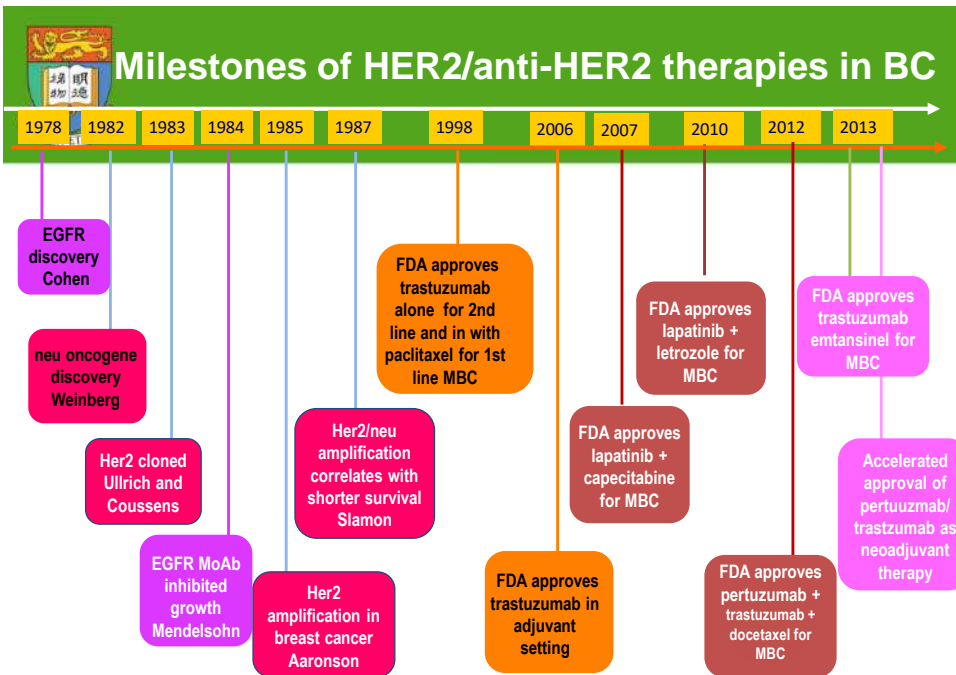 Milestones of HER2/anti-HER2 therapies in BC
1978
1982
1983
1984
1985
1987
1998
2006
2007
2010
2012
2013
EGFR
discovery
Cohen
neu oncogene
discovery
Weinberg
Her2 cloned
Ullrich and
Coussens
EGFR MoAb
inhibited
growth
Mendelsohn
Her2
amplification in
breast cancer
Aaronson
Her2/neu
amplification
correlates with
shorter survival
Slamon
FDA approves
trastuzumab
alone for 2nd
line and in with
paclitaxel for 1st
line MBC
FDA approves
trastuzumab in
adjuvant
setting
FDA approves
lapatinib +
capecitabine
for MBC
FDA approves
lapatinib +
letrozole for
MBC
FDA approves
pertuzumab +
trastuzumab +
docetaxel for
MBC
FDA approves
trastuzumab
emtansinel for
MBC
Accelerated
approval of
pertuuzmab/
trastzumab as
neoadjuvant
therapy